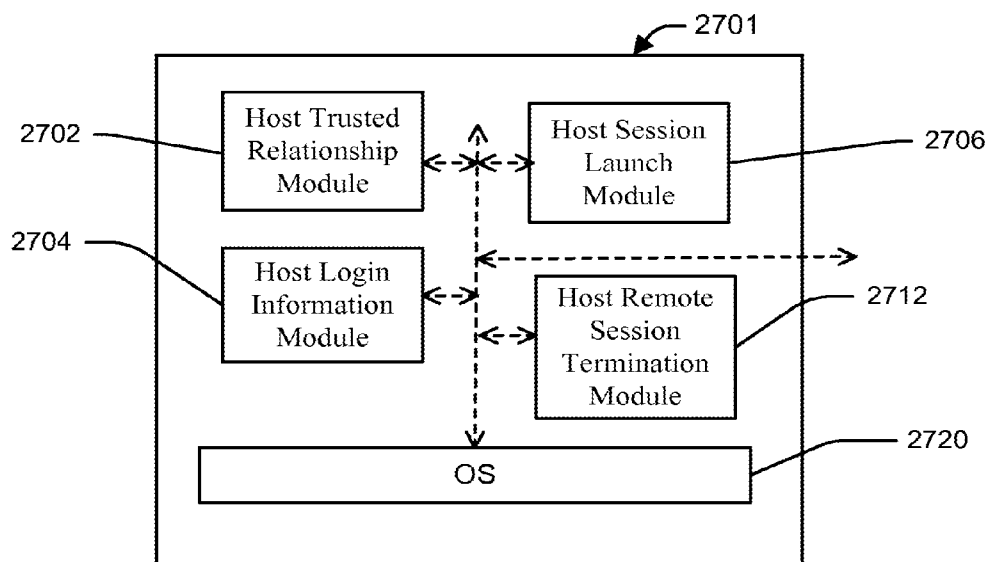 2701
Host Trusted
Relationship
Module
2702
Host Session
Launch
Module
2706
2704
Host Login
Information
Module
Host Remote
Session
Termination
Module
2712
OS
2720